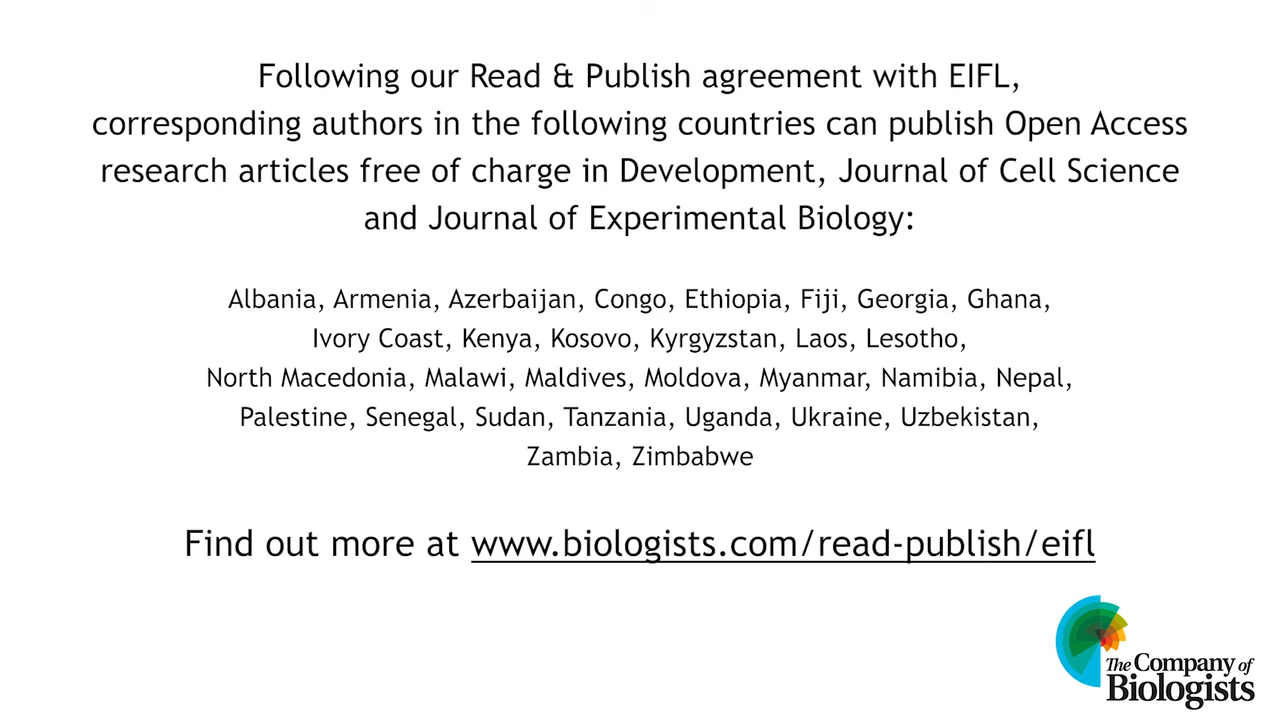 Following our Read & Publish agreement with EIFL,
corresponding authors in the following countries can publish Open Access
research articles free of charge in Development, Journal of Cell Science
and Journal of Experimental Biology:
Albania, Armenia, Azerbaijan, Congo, Ethiopia, Fiji, Georgia, Ghana,
Ivory Coast, Kenya, Kosovo, Kyrgyzstan, Laos, Lesotho,
North Macedonia, Malawi, Maldives, Moldova, Myanmar, Namibia, Nepal,
Palestine, Senegal, Sudan, Tanzania, Uganda, Ukraine, Uzbekistan,
Zambia, Zimbabwe
Find out more at www.biologists.com/read-publish/eifl
The Company of
Biologists